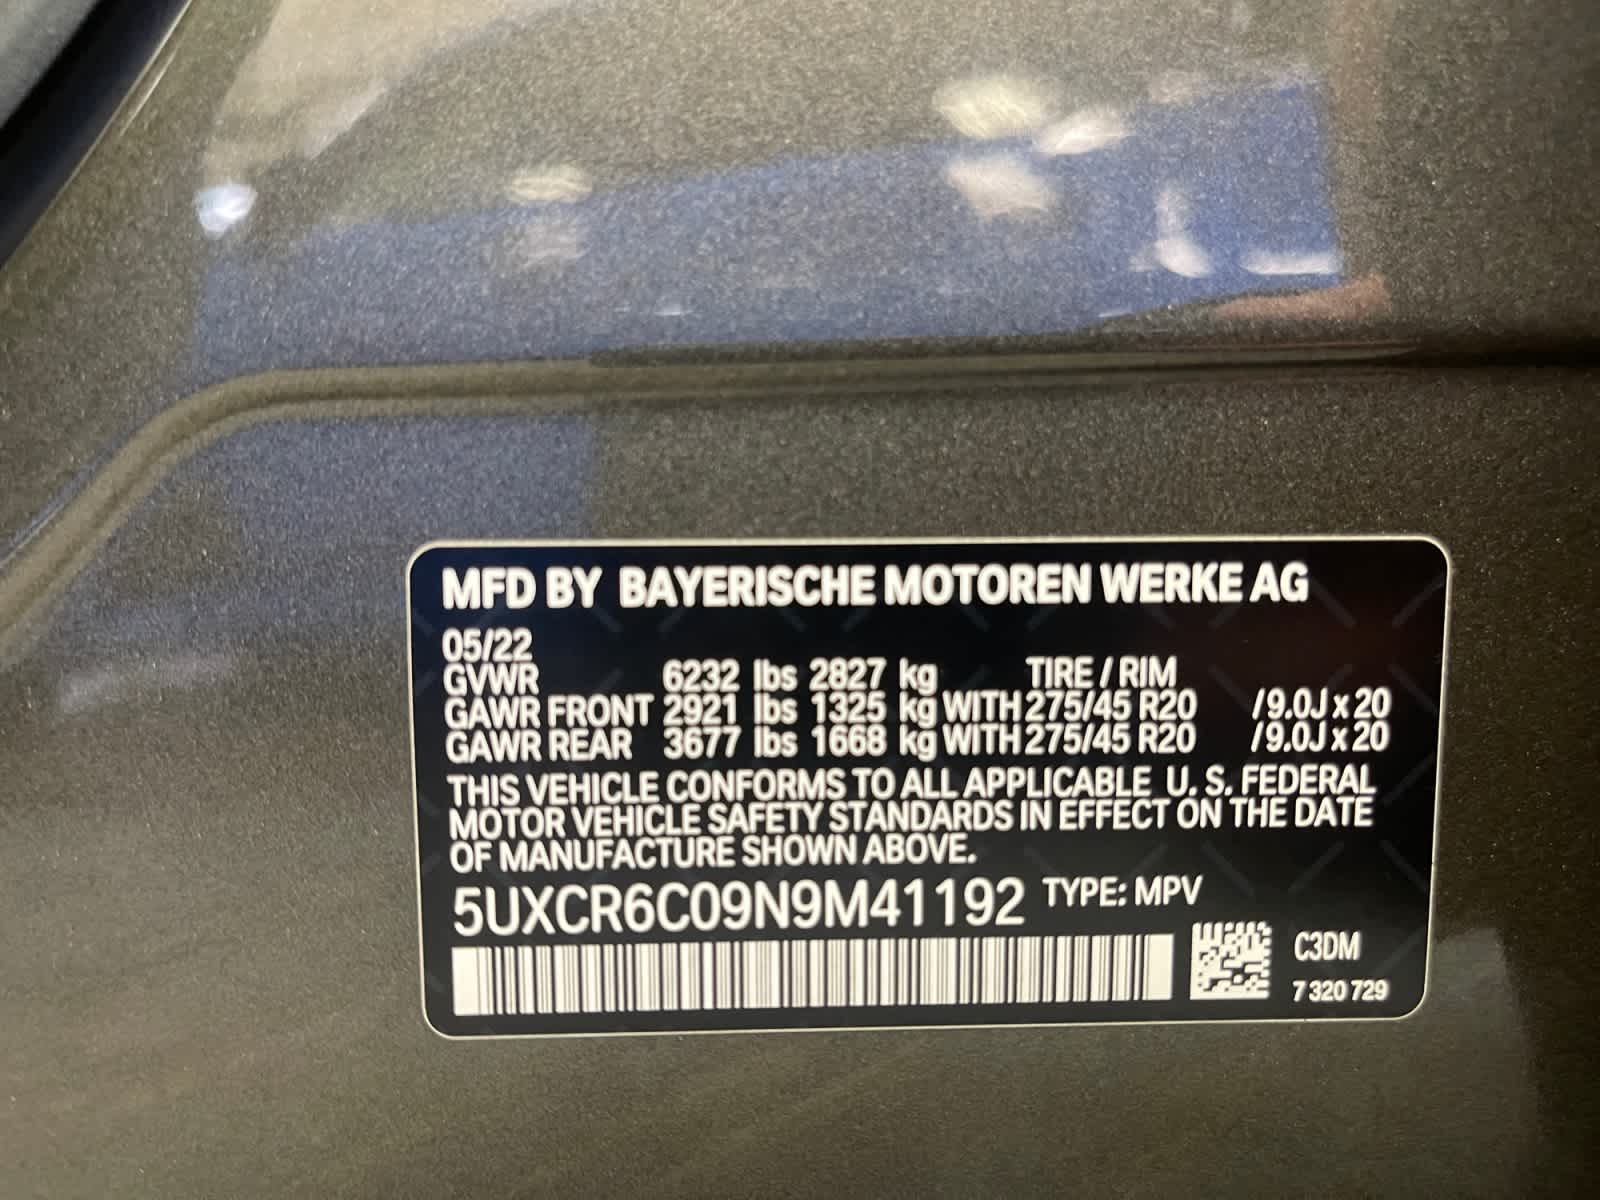 MFD BY BAYERISCHE MOTOREN WERKE AG
05/22
GVWR 6232 lbs 2827 kg TIRE / RIM
GAWR FRONT 2921 lbs 1325 kg WITH 275/45 R20 /9.0J x 20
GAWR REAR 3677 lbs 1668 kg WITH 275/45 R20 /9.0J x 20
THIS VEHICLE CONFORMS TO ALL APPLICABLE U. S. FEDERAL
MOTOR VEHICLE SAFETY STANDARDS IN EFFECT ON THE DATE
OF MANUFACTURE SHOWN ABOVE.
5UXCR6C09N9M41192 TYPE: MPV
C3DM
7 320 729